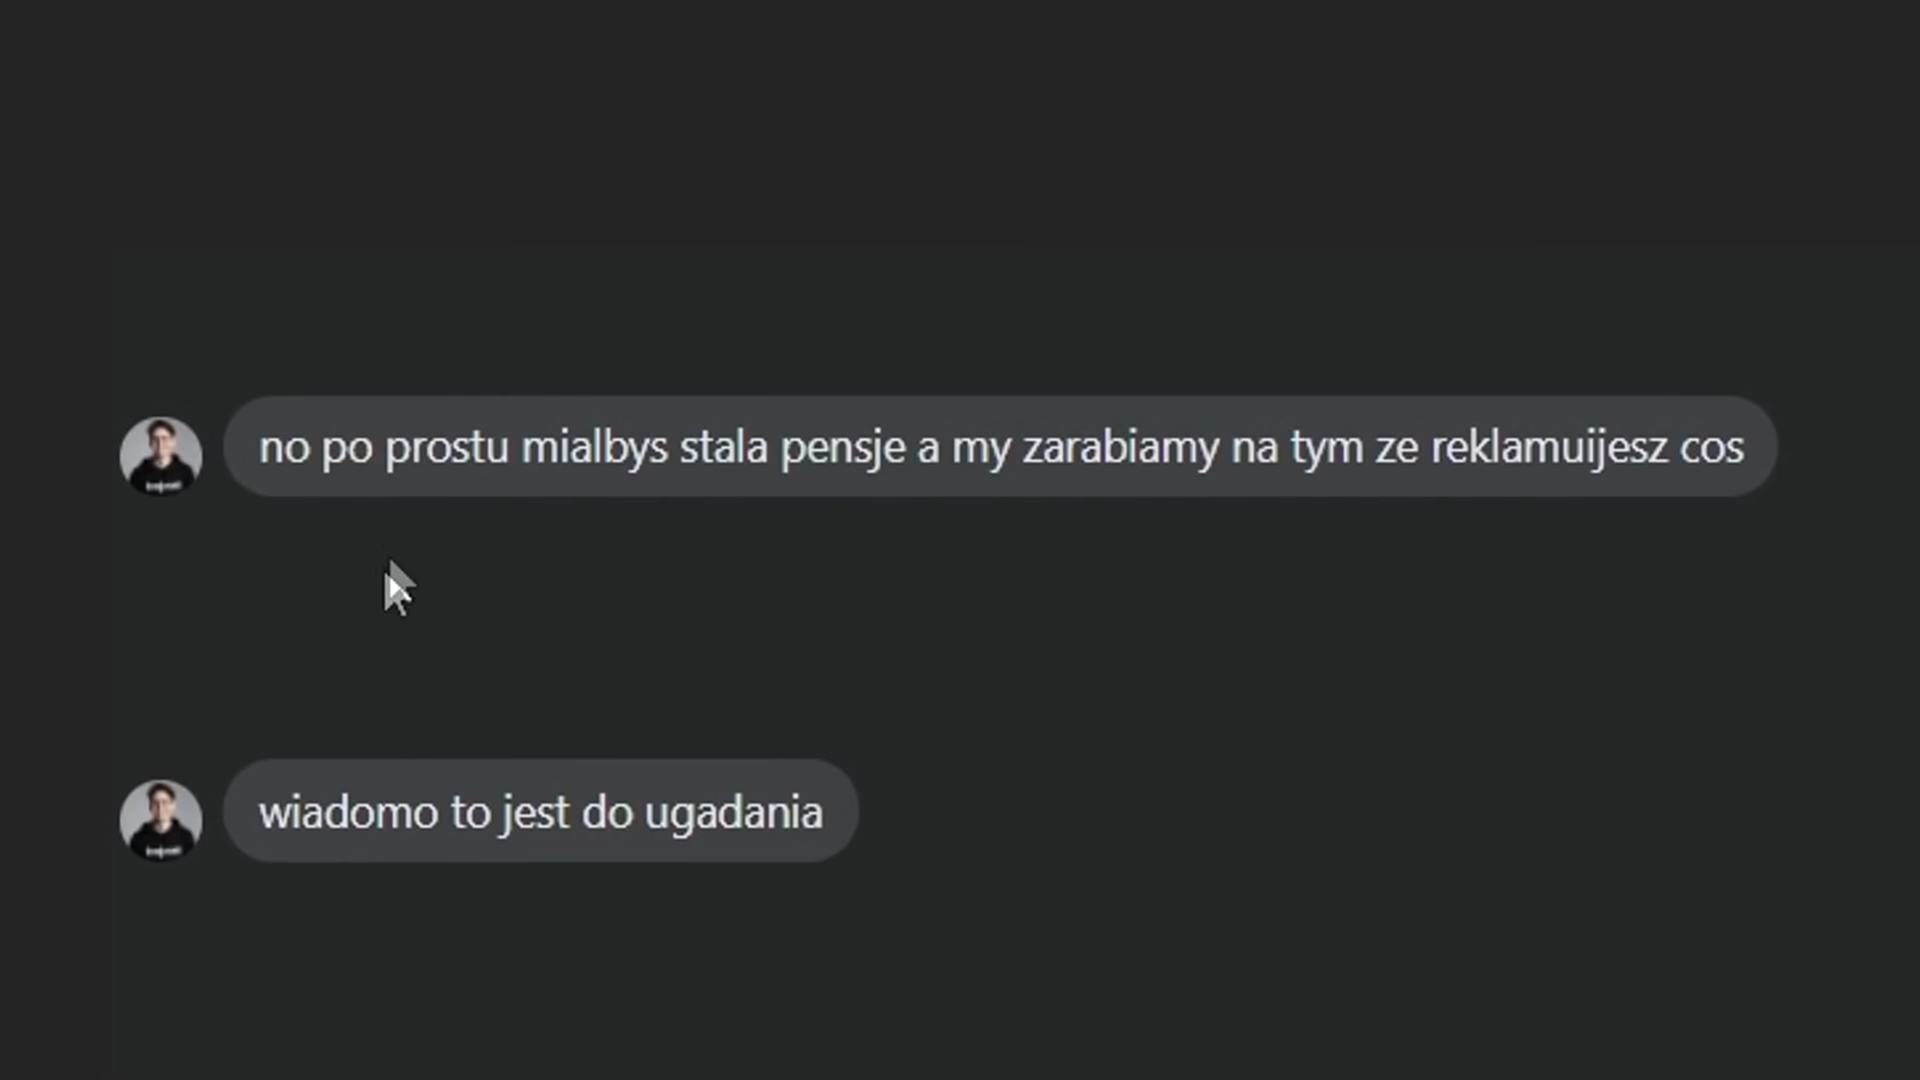 no po prostu mialbys stala pensje a my zarabiamy na tym ze reklamuijesz cos
wiadomo to jest do ugadania